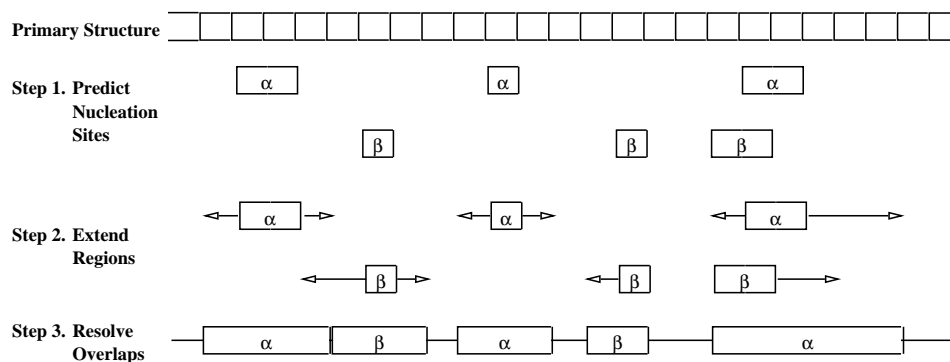 Primary Structure
Step 1. Predict
Nucleation
Sites
α α α
β β β
Step 2. Extend
Regions
α α α
β β β
Step 3. Resolve
Overlaps
α β α β α